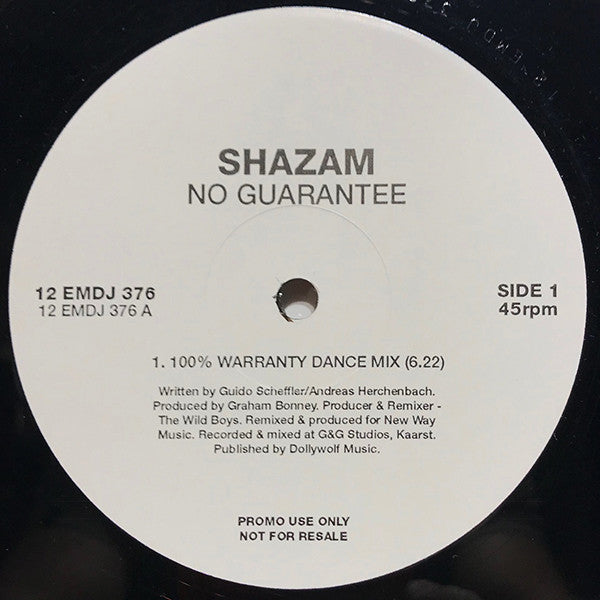 SHAZAM
NO GUARANTEE
12 EMDJ 376
12 EMDJ 376 A
SIDE 1
45rpm
1. 100% WARRANTY DANCE MIX (6.22)
Written by Guido Scheffler/Andreas Herchenbach.
Produced by Graham Bonney. Producer & Remixer -
The Wild Boys. Remixed & produced for New Way
Music. Recorded & mixed at G&G Studios, Kaarst.
Published by Dollywolf Music.
PROMO USE ONLY
NOT FOR RESALE